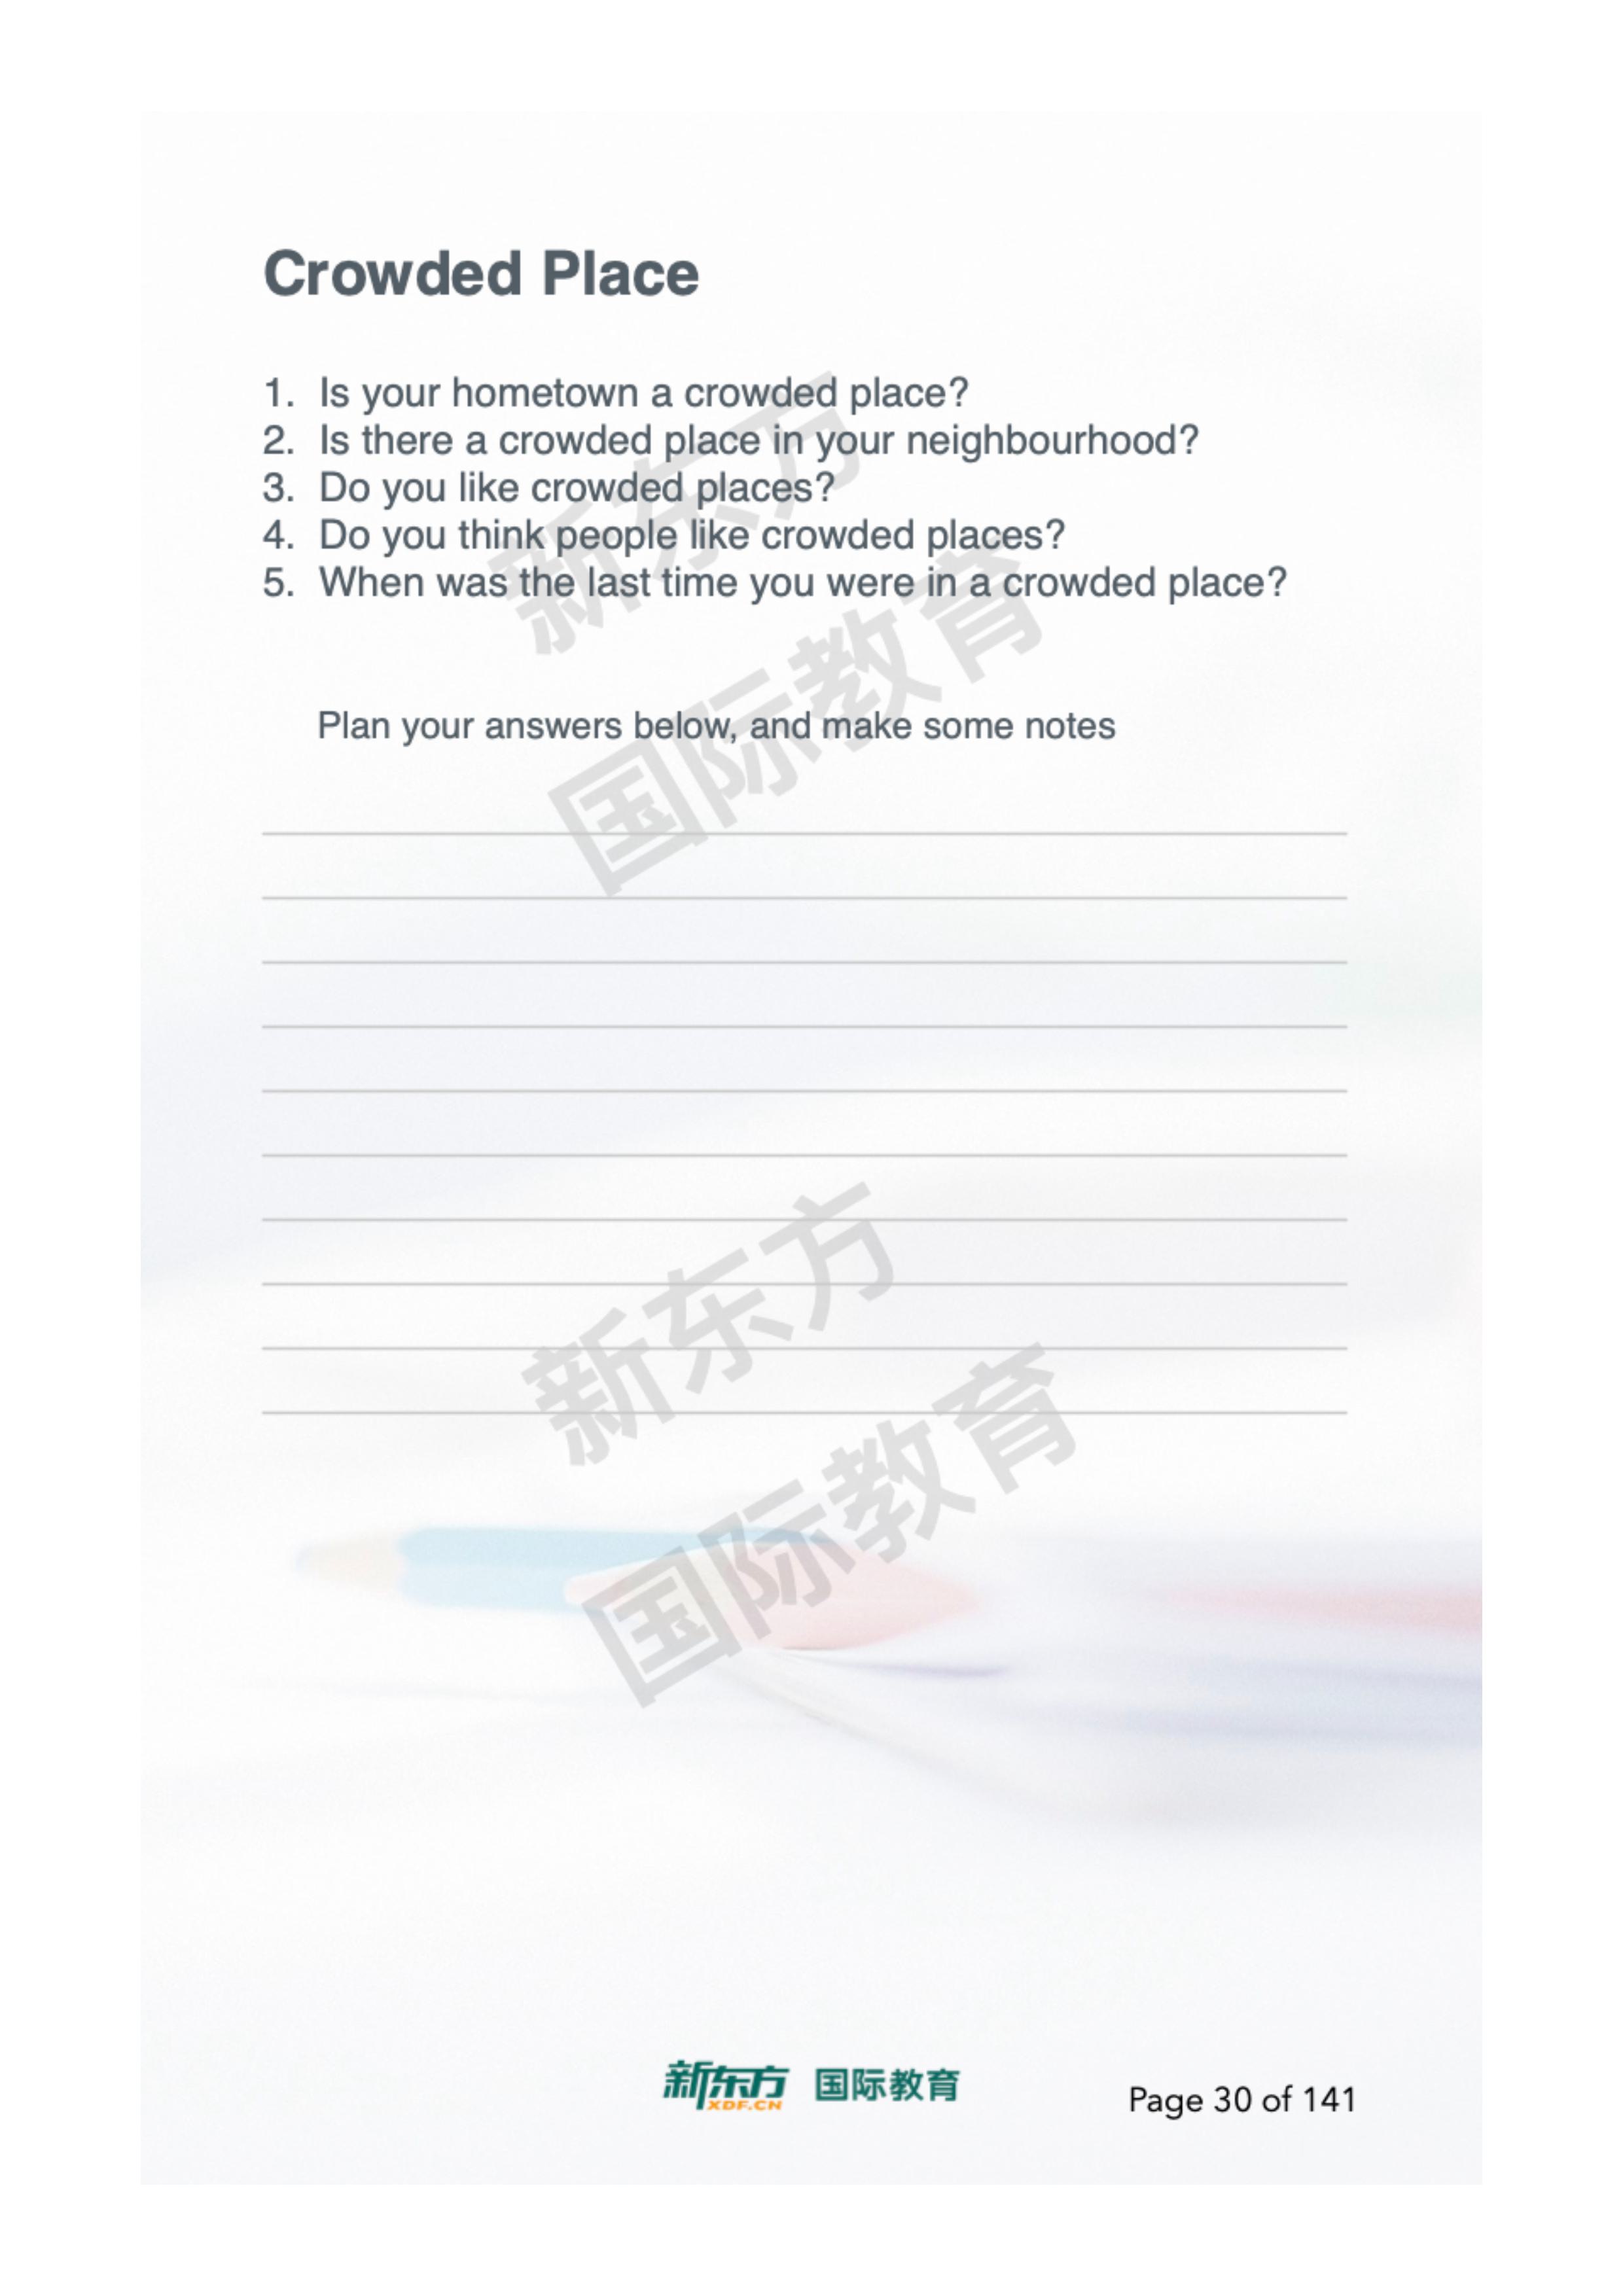 Crowded Place
1. Is your hometown a crowded place?
2. Is there a crowded place in your neighbourhood?
3. Do you like crowded places?
4. Do you think people like crowded places?
5. When was the last time you were in a crowded place?
Plan your answers below, and make some notes
新东方
国际教育
新东方
国际教育
新东方 国际教育
XDF.CN
Page 30 of 141